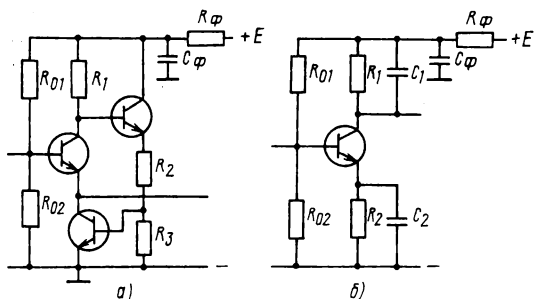 Rф +E
Cф
R01 R1
R2
R02 R3
а)
Rф +E
Cф
R01 R1 C1
R02 R2 C2
б)